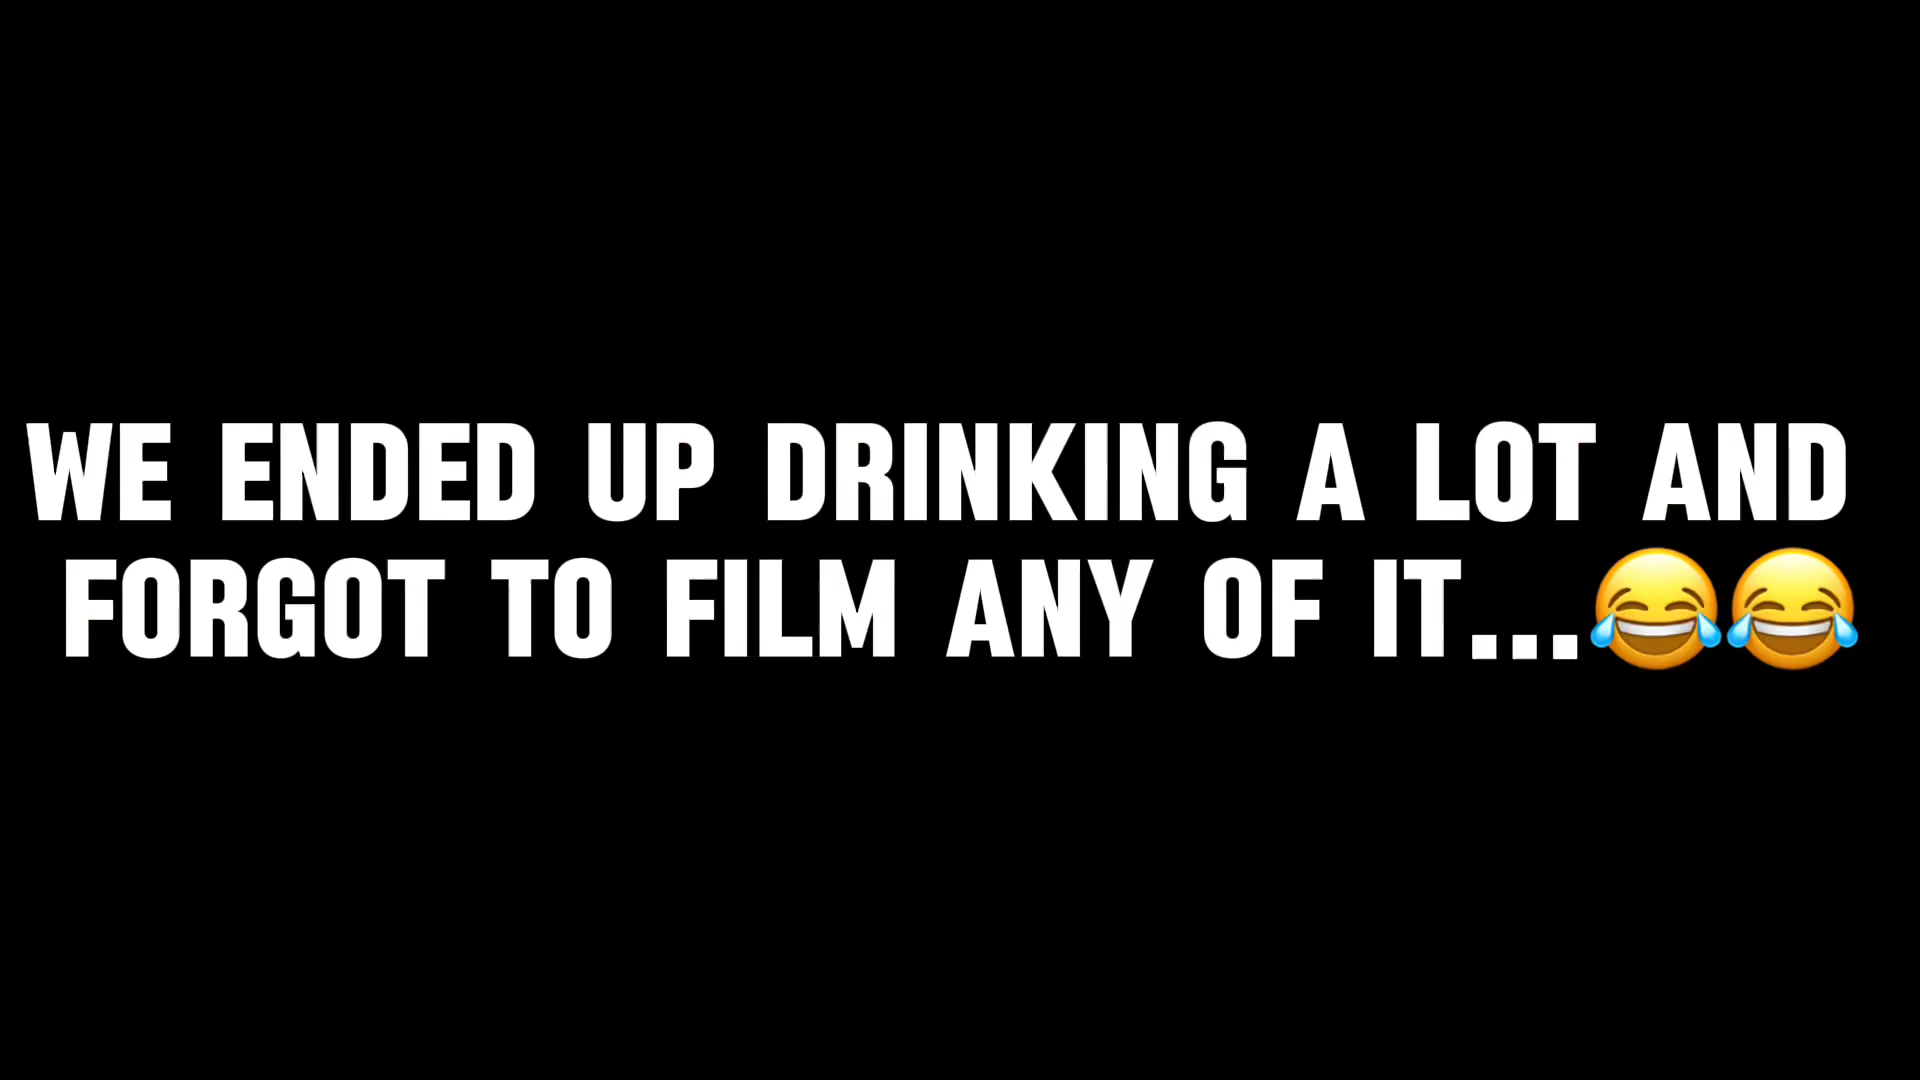 WE ENDED UP DRINKING A LOT AND
FORGOT TO FILM ANY OF IT...😂😂